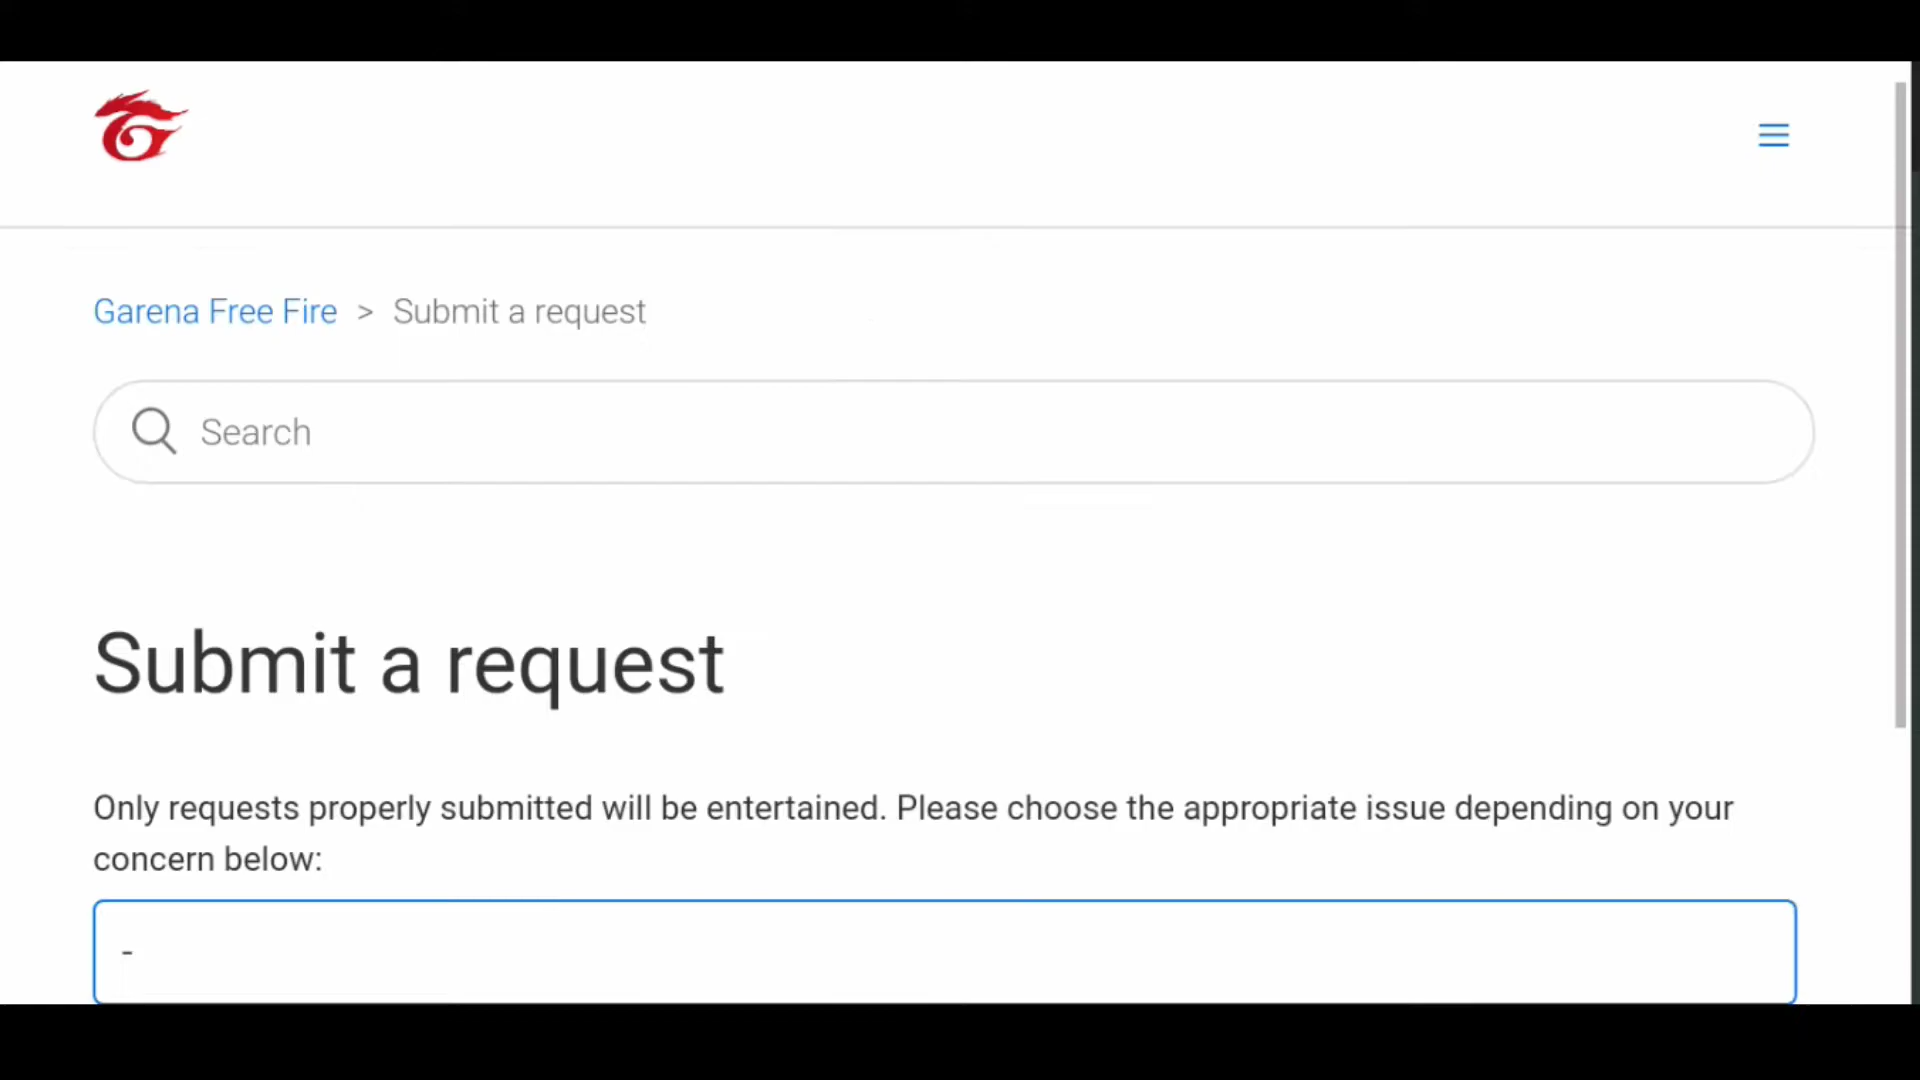 Garena Free Fire > Submit a request
Search
Submit a request
Only requests properly submitted will be entertained. Please choose the appropriate issue depending on your
concern below:
-